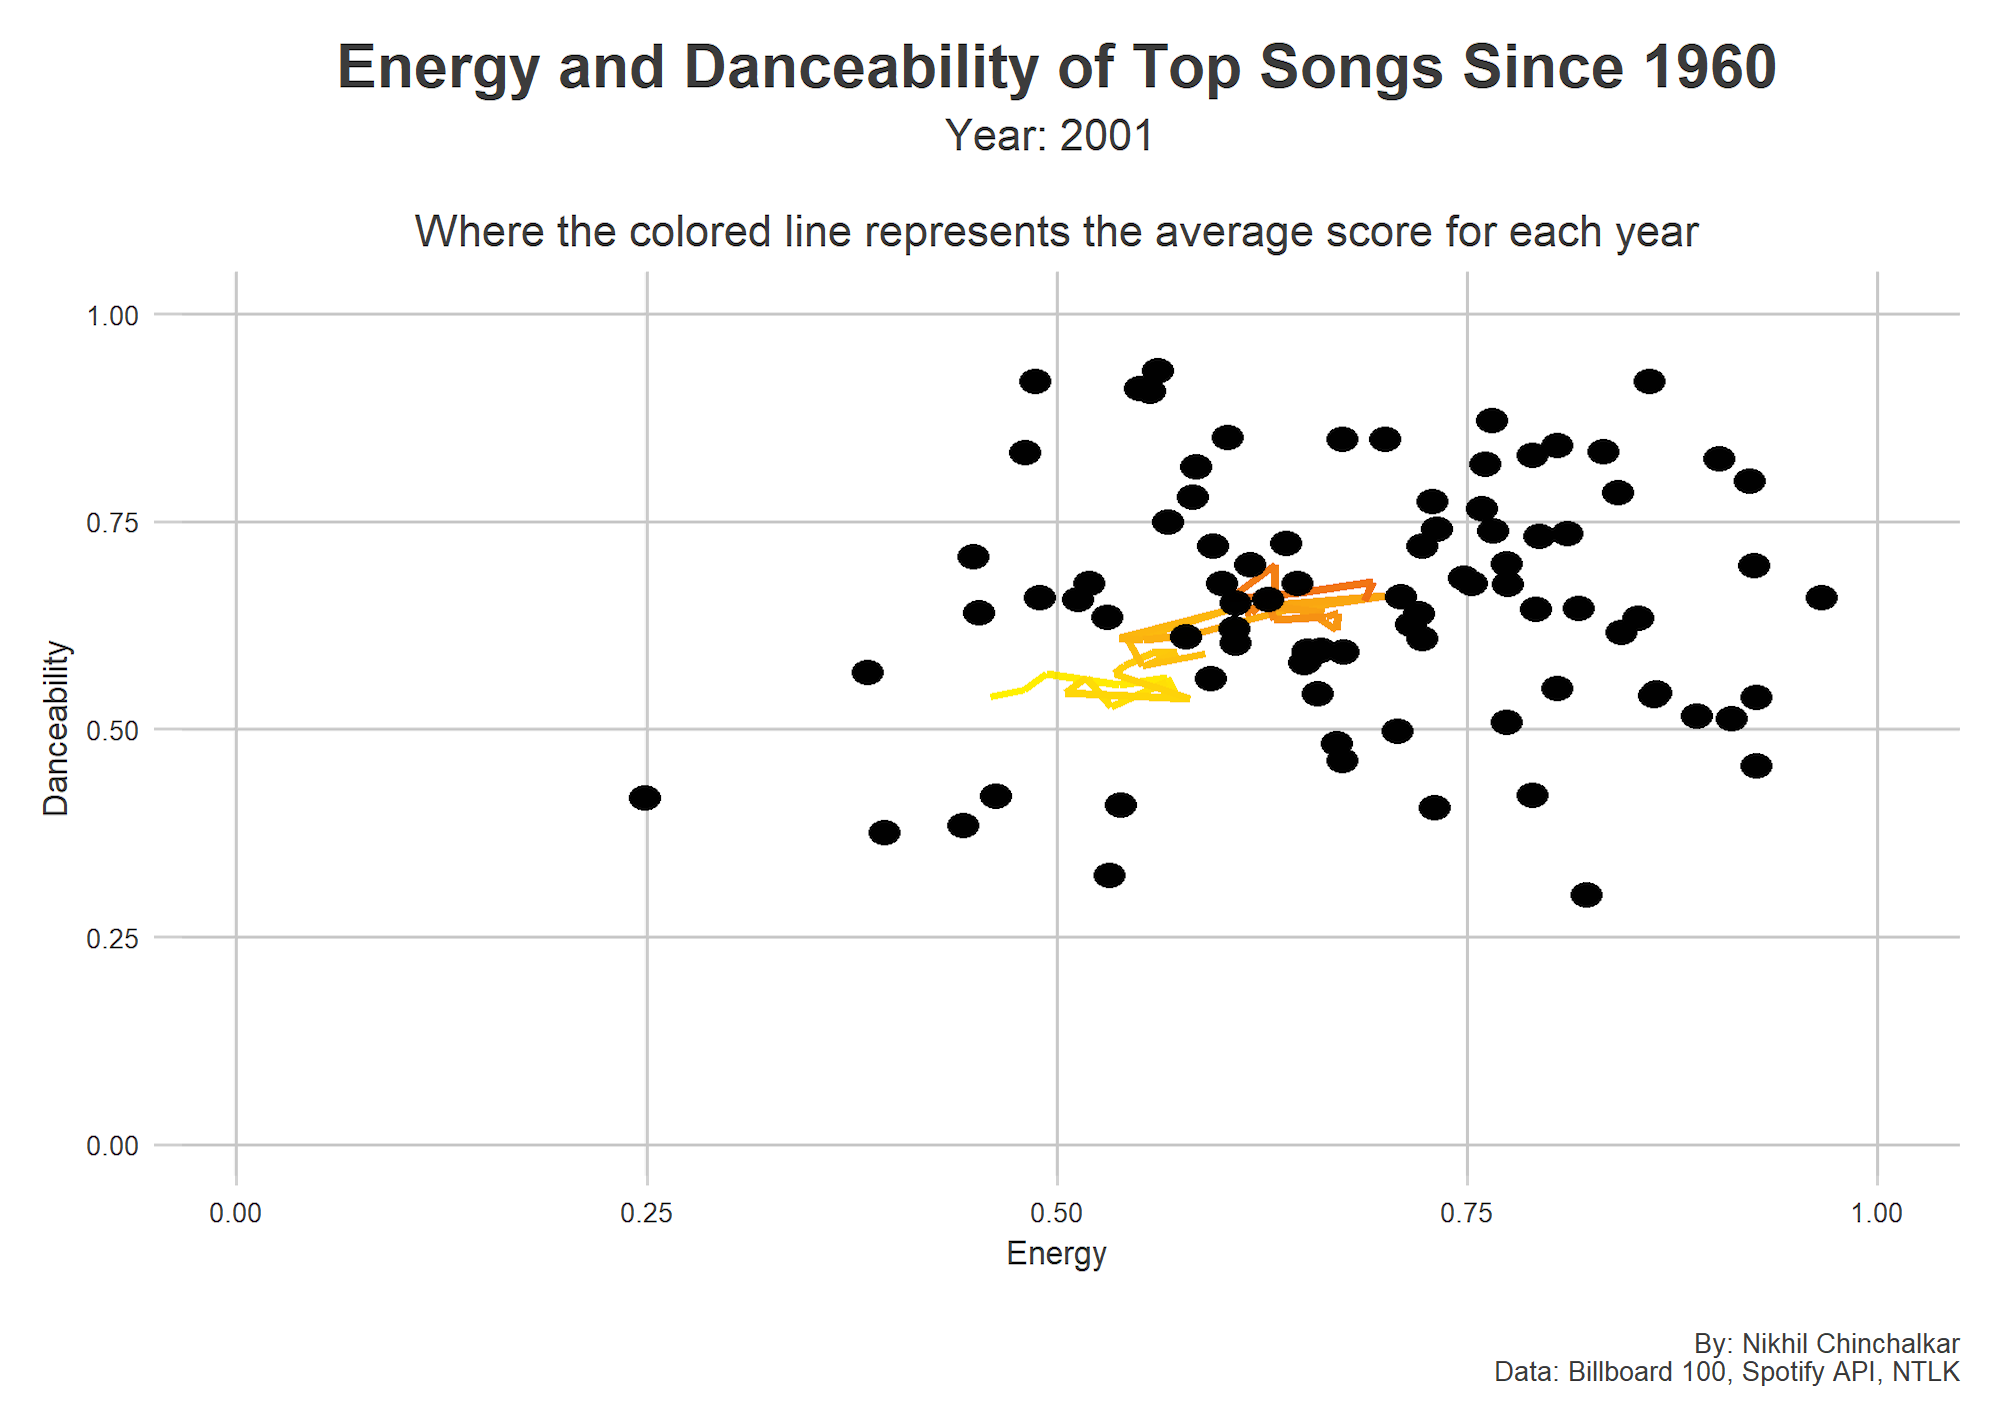 Energy and Danceability of Top Songs Since 1960
Year: 2001
Where the colored line represents the average score for each year
1.00
0.75
0.50
0.25
0.00
Danceability
0.00 0.25 0.50 0.75 1.00
Energy
By: Nikhil Chinchalkar
Data: Billboard 100, Spotify API, NTLK